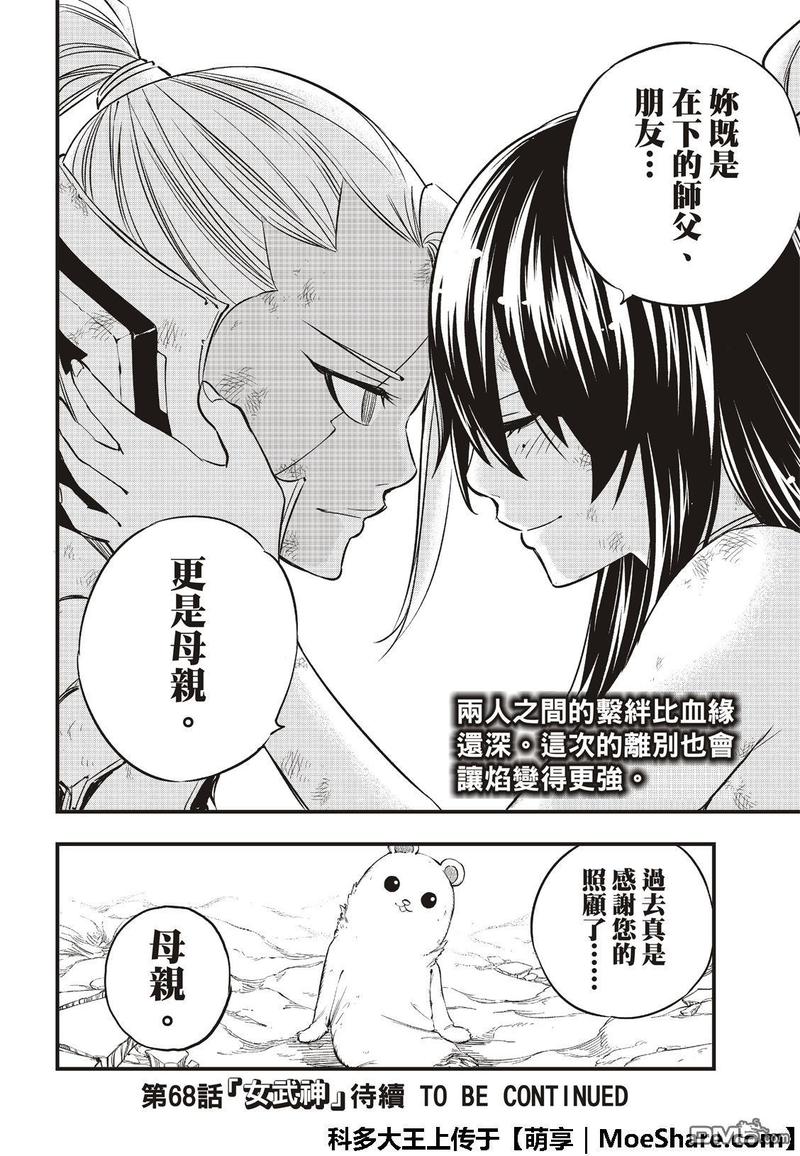 妳既是
在下的師父、
朋友…
更是母親。
兩人之間的繫絆比血緣
還深。這次的離別也會
讓焰變得更強。
過去真是
感謝您的
照顧了……
母親。
第68話「女武神」待續 TO BE CONTINUED
科多大王上传于【萌享｜MoeShare.com】